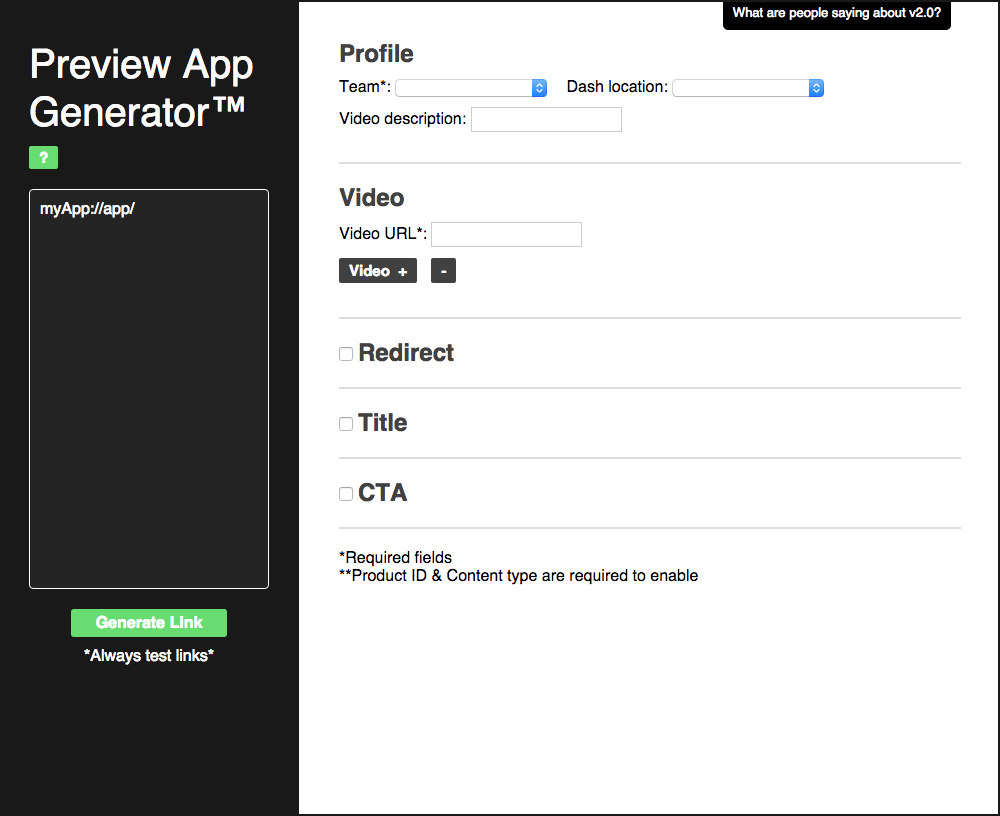 Preview App
Generator™
?
myApp://app/
Generate Link
*Always test links*
What are people saying about v2.0?
Profile
Team*: Dash location:
Video description:
Video
Video URL*:
Video + -
Redirect
Title
CTA
*Required fields
**Product ID & Content type are required to enable